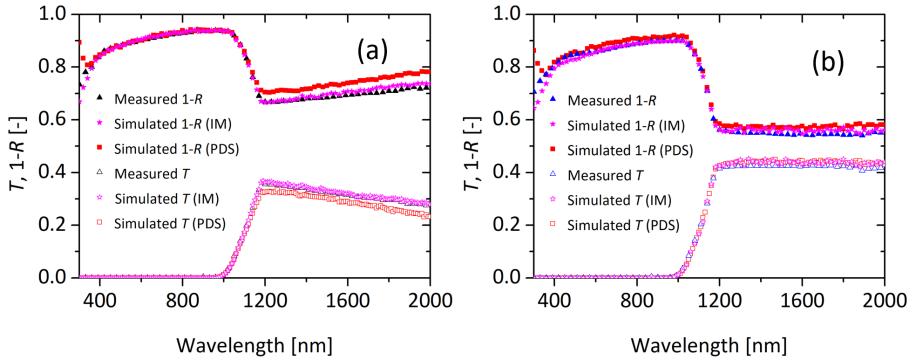 (a)
T, 1-R [-]
1.0
0.8
0.6
0.4
0.2
0.0
Measured 1-R
Simulated 1-R (IM)
Simulated 1-R (PDS)
Measured T
Simulated T (IM)
Simulated T (PDS)
400 800 1200 1600 2000
Wavelength [nm]
(b)
T, 1-R [-]
1.0
0.8
0.6
0.4
0.2
0.0
Measured 1-R
Simulated 1-R (IM)
Simulated 1-R (PDS)
Measured T
Simulated T (IM)
Simulated T (PDS)
400 800 1200 1600 2000
Wavelength [nm]